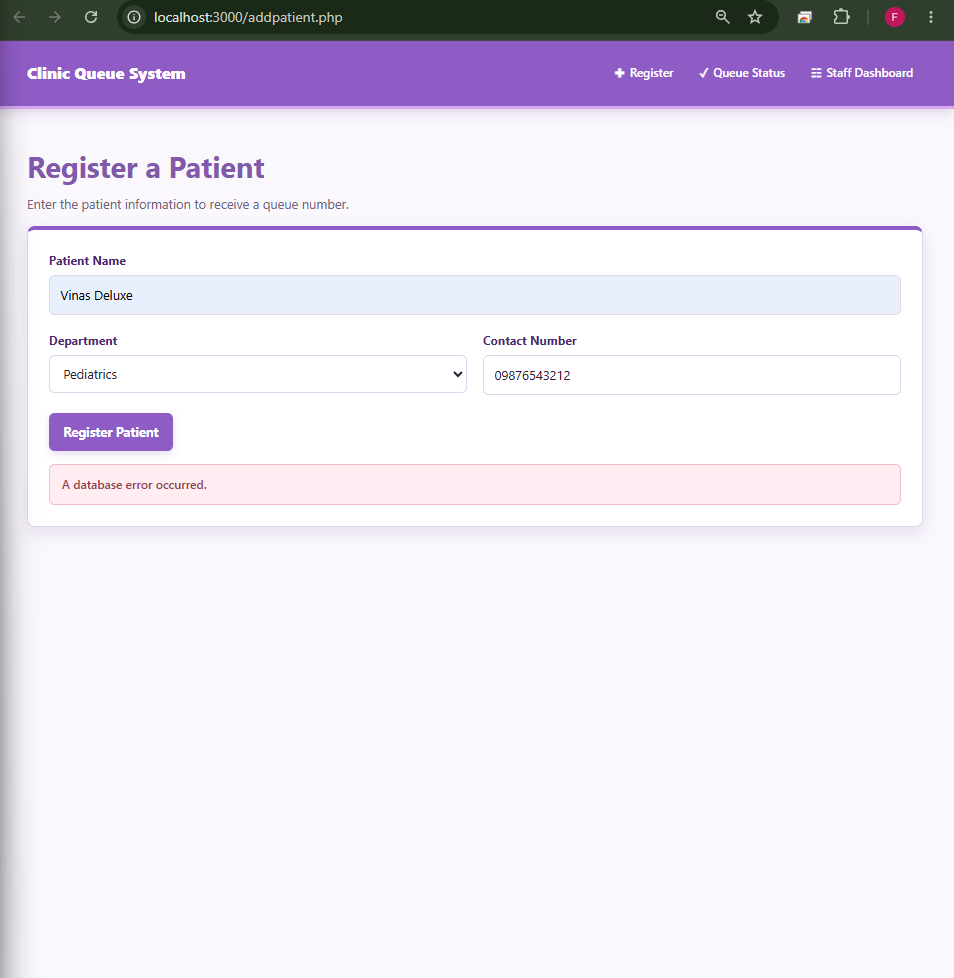 localhost:3000/addpatient.php
F
Clinic Queue System
Register
Queue Status
Staff Dashboard
Register a Patient
Enter the patient information to receive a queue number.
Patient Name
Vinas Deluxe
Department
Contact Number
Pediatrics
09876543212
Register Patient
A database error occurred.